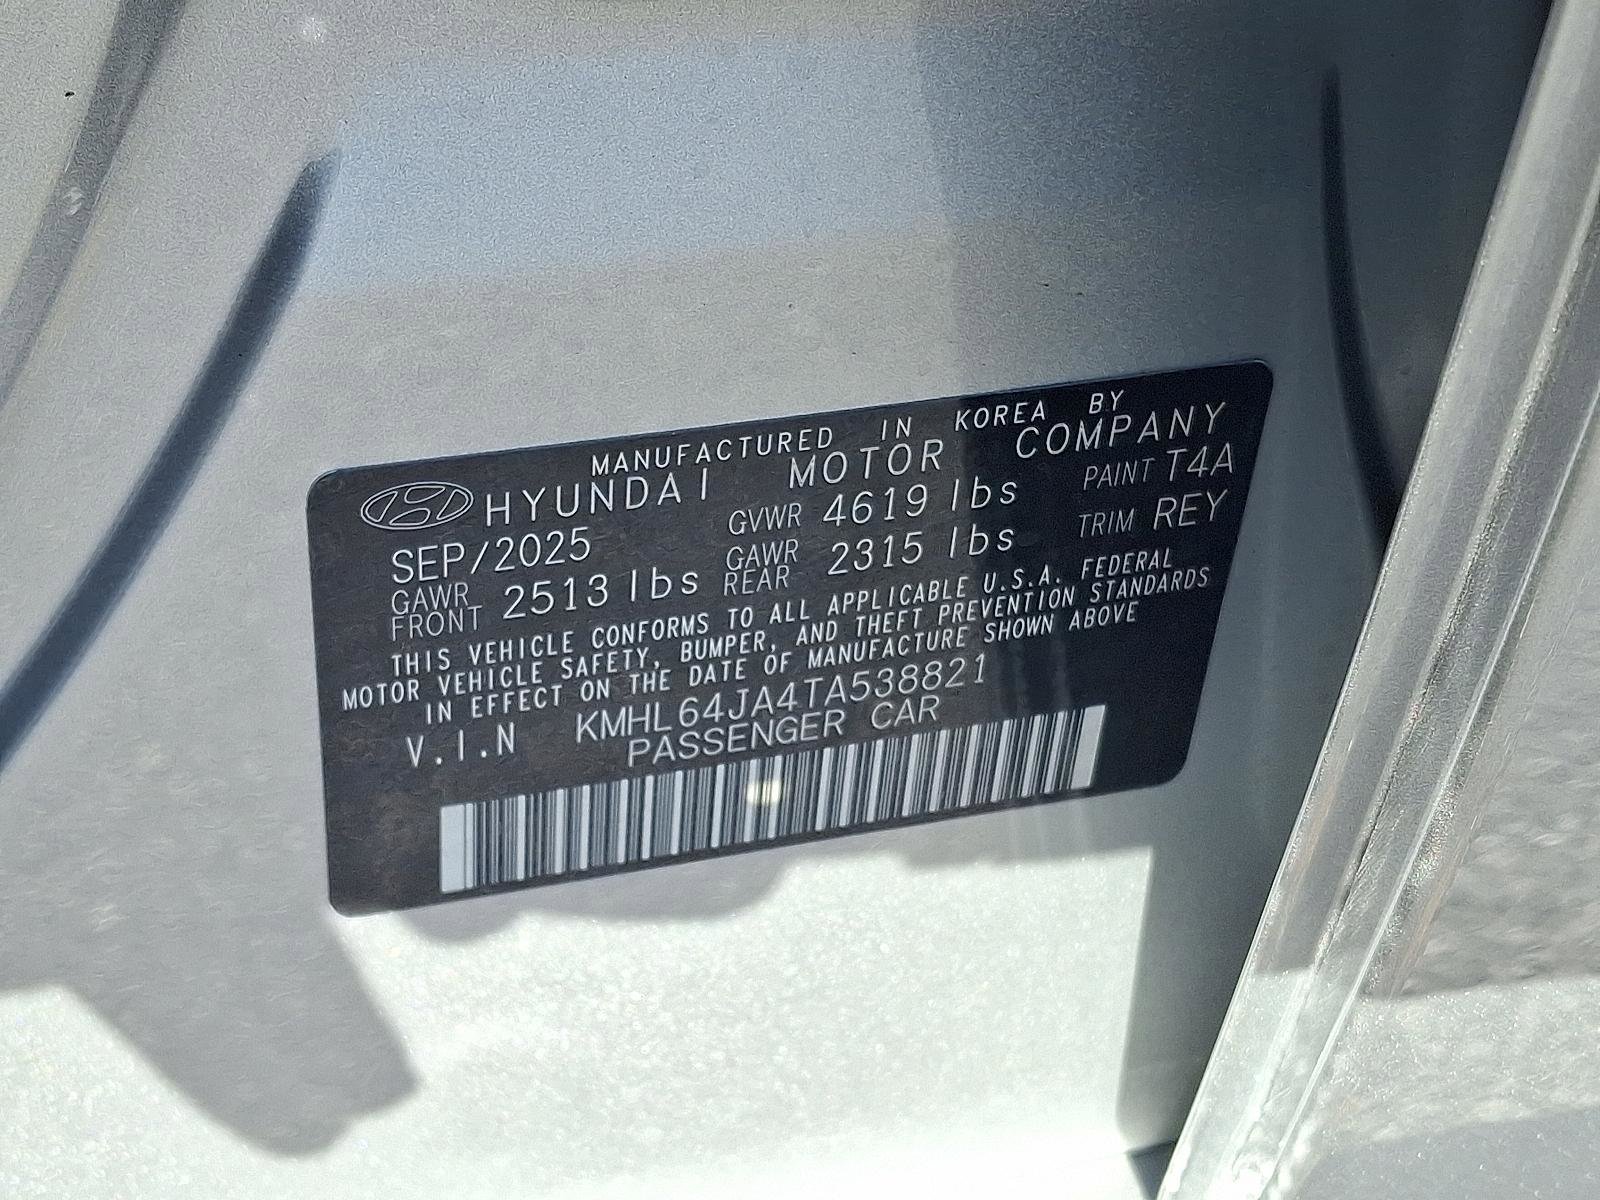 MANUFACTURED IN KOREA BY
HYUNDAI MOTOR COMPANY
SEP/2025 GVWR 4619 lbs PAINT T4A
GAWR FRONT 2513 lbs GAWR REAR 2315 lbs TRIM REY
THIS VEHICLE CONFORMS TO ALL APPLICABLE U.S.A. FEDERAL
MOTOR VEHICLE SAFETY, BUMPER, AND THEFT PREVENTION STANDARDS
IN EFFECT ON THE DATE OF MANUFACTURE SHOWN ABOVE
V.I.N KMHL64JA4TA538821
PASSENGER CAR